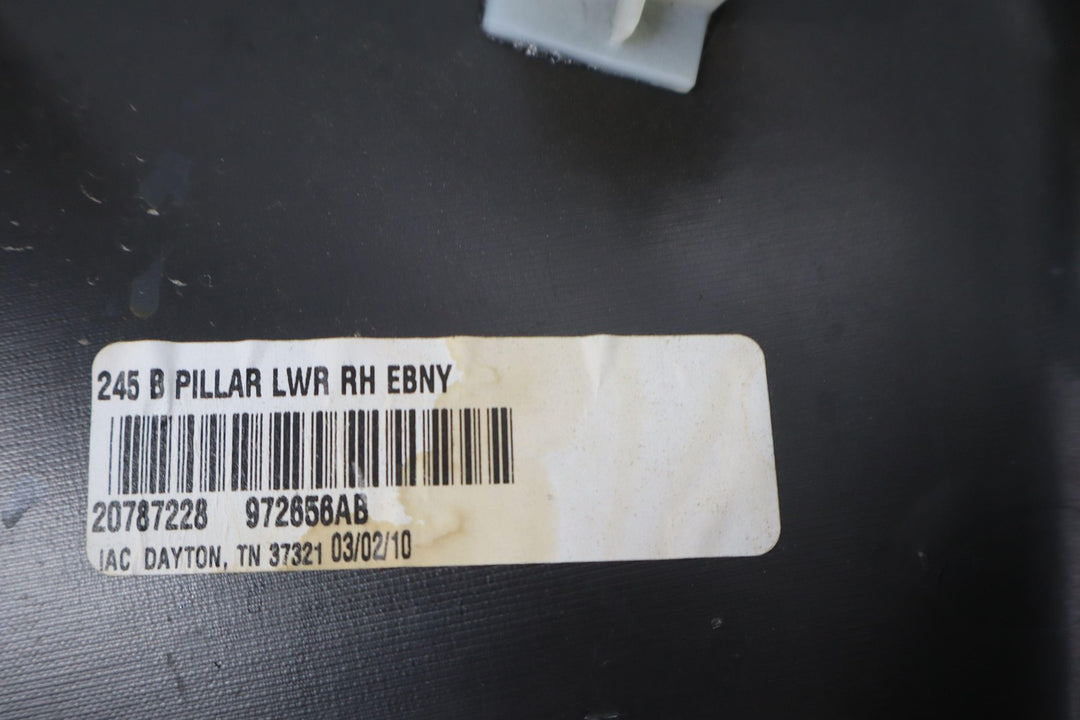 245 B PILLAR LWR RH EBNY
20787228 972656AB
IAC DAYTON, TN 37321 03/02/10